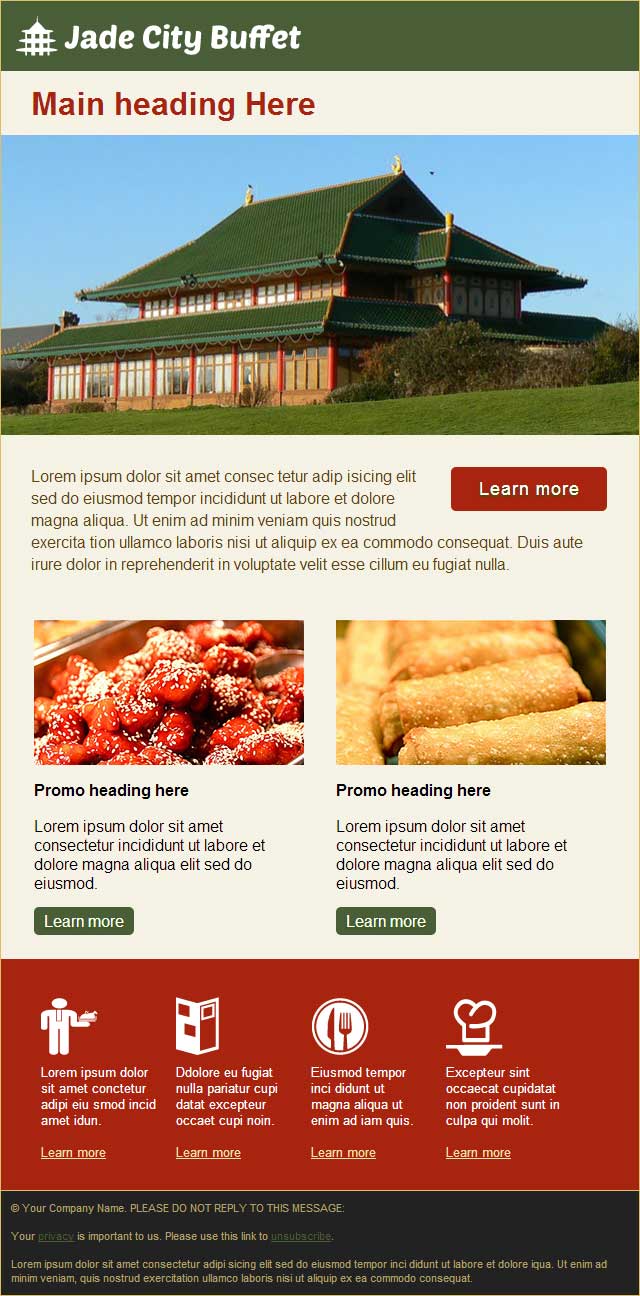 Jade City Buffet
Main heading Here
Lorem ipsum dolor sit amet consec tetur adip isicing elit
sed do eiusmod tempor incididunt ut labore et dolore
magna aliqua. Ut enim ad minim veniam quis nostrud
exercita tion ullamco laboris nisi ut aliquip ex ea commodo consequat. Duis aute
irure dolor in reprehenderit in voluptate velit esse cillum eu fugiat nulla.
Learn more
Promo heading here
Lorem ipsum dolor sit amet
consectetur incididunt ut labore et
dolore magna aliqua elit sed do
eiusmod.
Learn more
Promo heading here
Lorem ipsum dolor sit amet
consectetur incididunt ut labore et
dolore magna aliqua elit sed do
eiusmod.
Learn more
Lorem ipsum dolor
sit amet conctetur
adipi eiu smod incid
amet idun.
Learn more
Ddolore eu fugiat
nulla pariatur cupi
datat excepteur
occaet cupi noin.
Learn more
Eiusmod tempor
inci didunt ut
magna aliqua ut
enim ad iam quis.
Learn more
Excepteur sint
occaecat cupidatat
non proident sunt in
culpa qui molit.
Learn more
© Your Company Name. PLEASE DO NOT REPLY TO THIS MESSAGE:
Your privacy is important to us. Please use this link to unsubscribe.
Lorem ipsum dolor sit amet consectetur adipi sicing elit sed do eiusmod tempor inci didunt ut labore et dolore magna aliqua. Ut enim ad
minim veniam, quis nostrud exercitation ullamco laboris nisi ut aliquip ex ea commodo consequat.